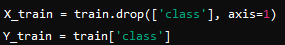 X_train = train.drop(['class'], axis=1)
Y_train = train['class']